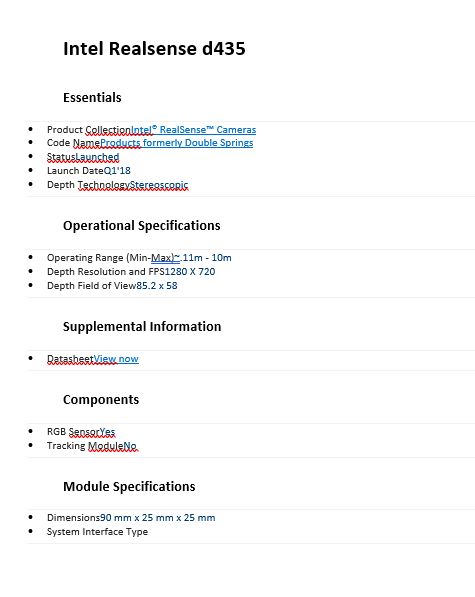 Intel Realsense d435
Essentials
• Product CollectionIntel® RealSense™ Cameras
• Code NameProducts formerly Double Springs
• StatusLaunched
• Launch DateQ1'18
• Depth TechnologyStereoscopic
Operational Specifications
• Operating Range (Min-Max)~.11m - 10m
• Depth Resolution and FPS1280 X 720
• Depth Field of View85.2 x 58
Supplemental Information
• DatasheetView now
Components
• RGB SensorYes
• Tracking ModuleNo
Module Specifications
• Dimensions90 mm x 25 mm x 25 mm
• System Interface Type